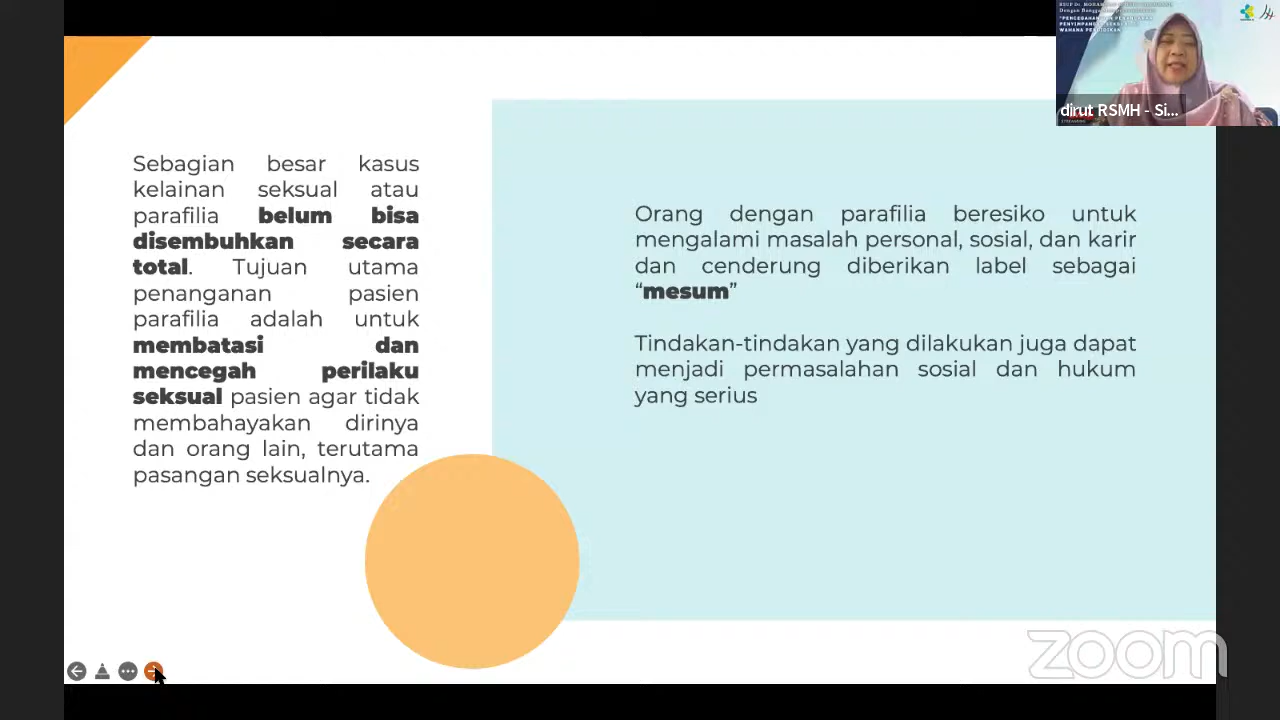 Sebagian besar kasus
kelainan seksual atau
parafilia belum bisa
disembuhkan secara
total. Tujuan utama
penanganan pasien
parafilia adalah untuk
membatasi dan
mencegah perilaku
seksual pasien agar tidak
membahayakan dirinya
dan orang lain, terutama
pasangan seksualnya.
Orang dengan parafilia beresiko untuk
mengalami masalah personal, sosial, dan karir
dan cenderung diberikan label sebagai
“mesum”
Tindakan-tindakan yang dilakukan juga dapat
menjadi permasalahan sosial dan hukum
yang serius
WAHANA PENDIDIKAN"
dirut RSMH - Si...
zoom